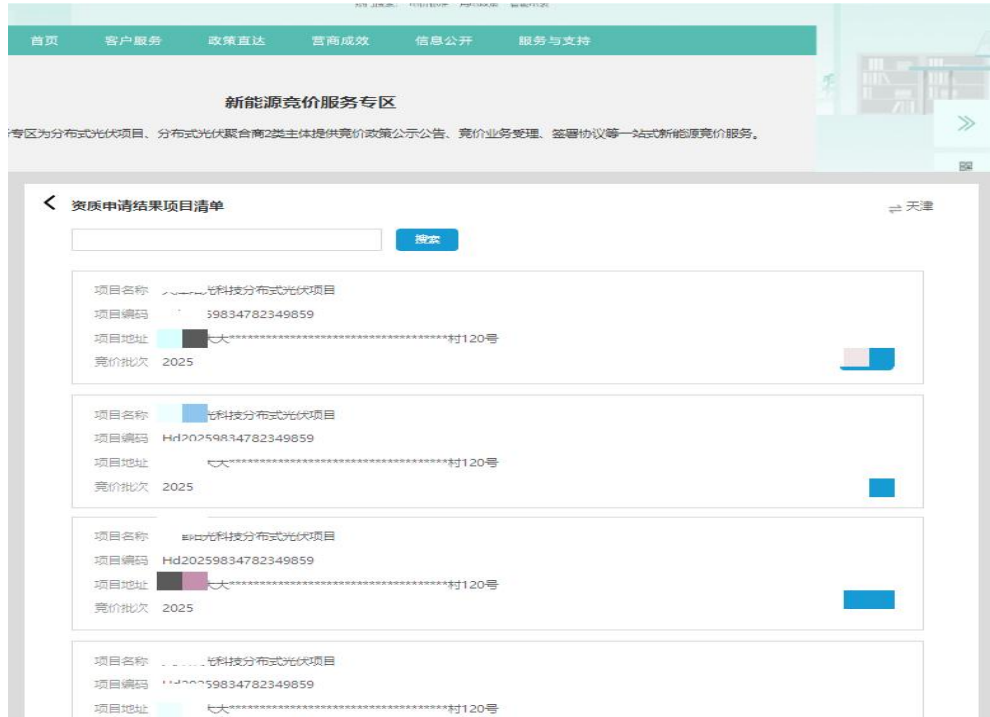 首页 客户服务 政策直达 营商成效 信息公开 服务与支持
新能源竞价服务专区
专区为分布式光伏项目、分布式光伏聚合商2类主体提供竞价政策公示公告、竞价业务受理、签署协议等一站式新能源竞价服务。
资质申请结果项目清单
天津
搜索
项目名称 光科技分布式光伏项目
项目编码 59834782349859
项目地址 大************************************村120号
竞价批次 2025
项目名称 光科技分布式光伏项目
项目编码 Hd20259834782349859
项目地址 大************************************村120号
竞价批次 2025
项目名称 光科技分布式光伏项目
项目编码 Hd20259834782349859
项目地址 大************************************村120号
竞价批次 2025
项目名称 光科技分布式光伏项目
项目编码 59834782349859
项目地址 大************************************村120号